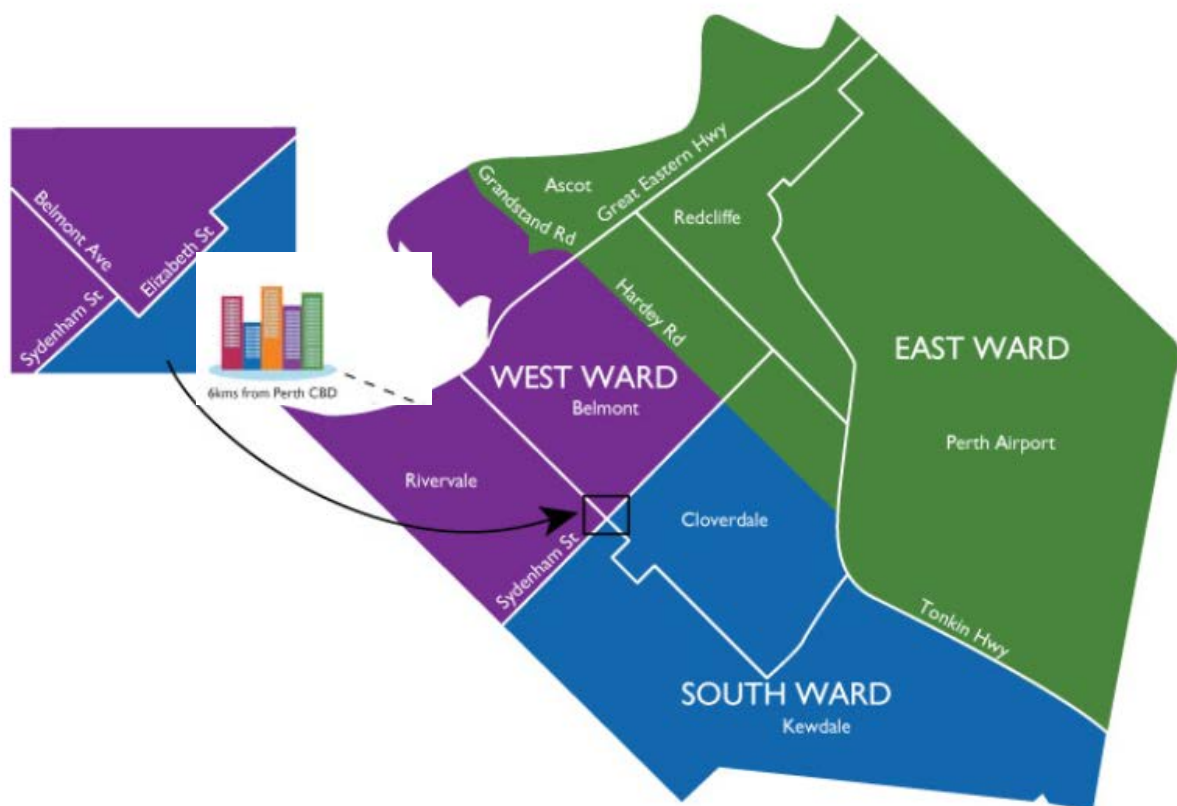 Belmont Ave
Elizabeth St
Sydenham St
6kms from Perth CBD
Ascot
Grandstand Rd
Great Eastern Hwy
Redcliffe
Hardey Rd
EAST WARD
Perth Airport
WEST WARD
Belmont
Rivervale
Cloverdale
Sydenham St
Tonkin Hwy
SOUTH WARD
Kewdale